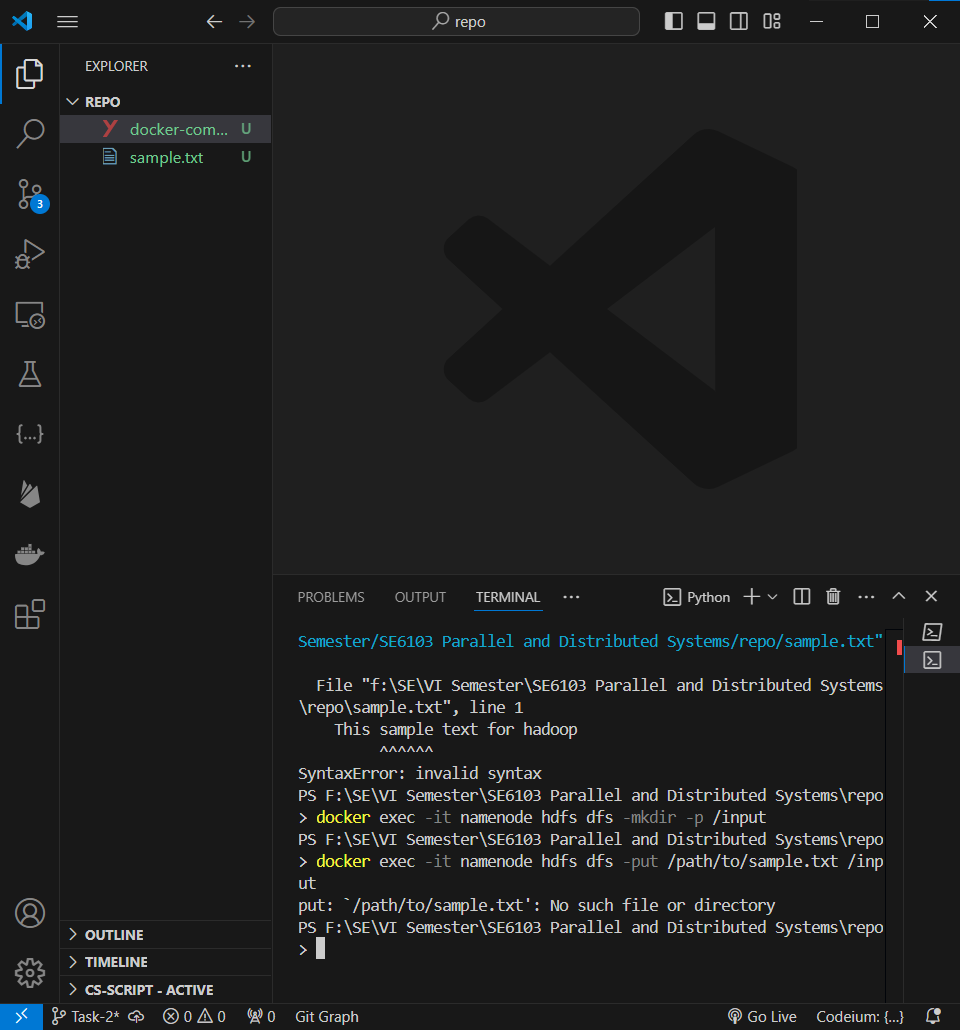 repo
EXPLORER
REPO
docker-com... U
sample.txt U
3
{...}
PROBLEMS OUTPUT TERMINAL ... Python
Semester/SE6103 Parallel and Distributed Systems/repo/sample.txt"
File "f:\SE\VI Semester\SE6103 Parallel and Distributed Systems
\repo\sample.txt", line 1
This sample text for hadoop
^^^^^^
SyntaxError: invalid syntax
PS F:\SE\VI Semester\SE6103 Parallel and Distributed Systems\repo
> docker exec -it namenode hdfs dfs -mkdir -p /input
PS F:\SE\VI Semester\SE6103 Parallel and Distributed Systems\repo
> docker exec -it namenode hdfs dfs -put /path/to/sample.txt /inp
ut
put: `/path/to/sample.txt': No such file or directory
PS F:\SE\VI Semester\SE6103 Parallel and Distributed Systems\repo
>
OUTLINE
TIMELINE
CS-SCRIPT - ACTIVE
Task-2* 0 0 0 Git Graph Go Live Codeium: {...}